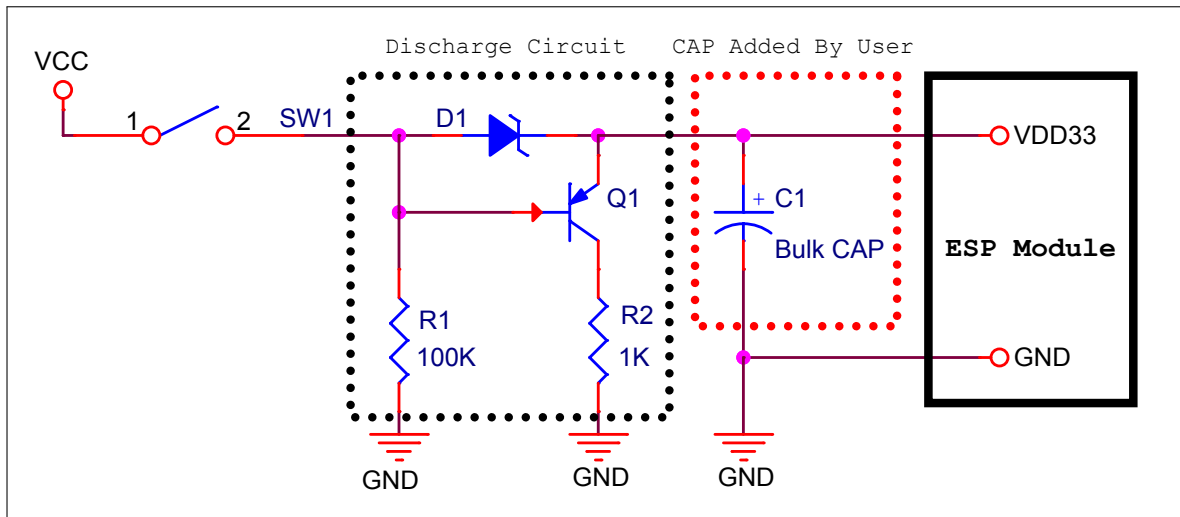 Discharge Circuit
CAP Added By User
VCC
1
2
SW1
D1
Q1
+
C1
Bulk CAP
R1
100K
R2
1K
VDD33
ESP Module
GND
GND
GND
GND